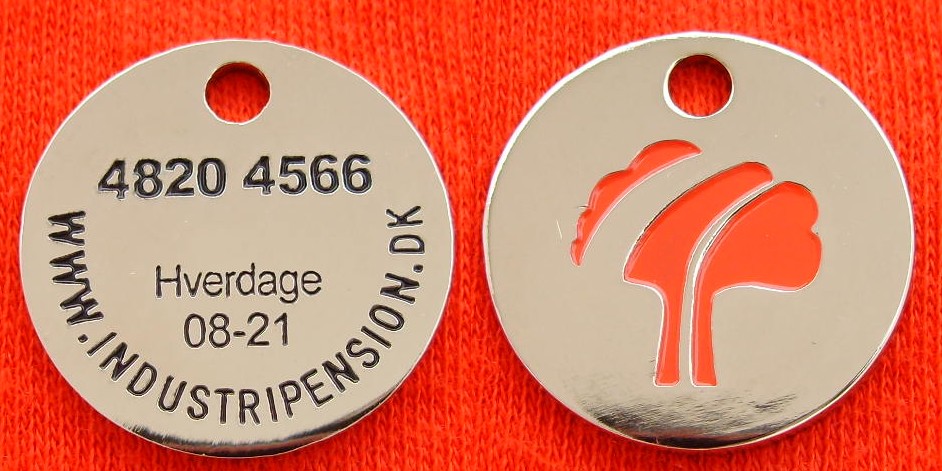 4820 4566
Hverdage
08-21
WWW.INDUSTRIPENSION.DK